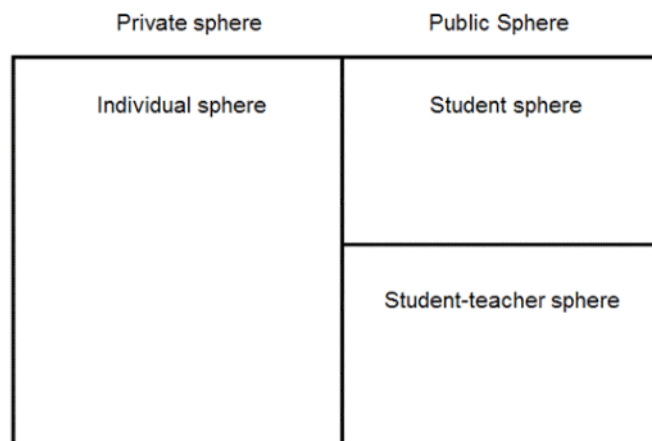 Private sphere
Public Sphere
Individual sphere
Student sphere
Student-teacher sphere